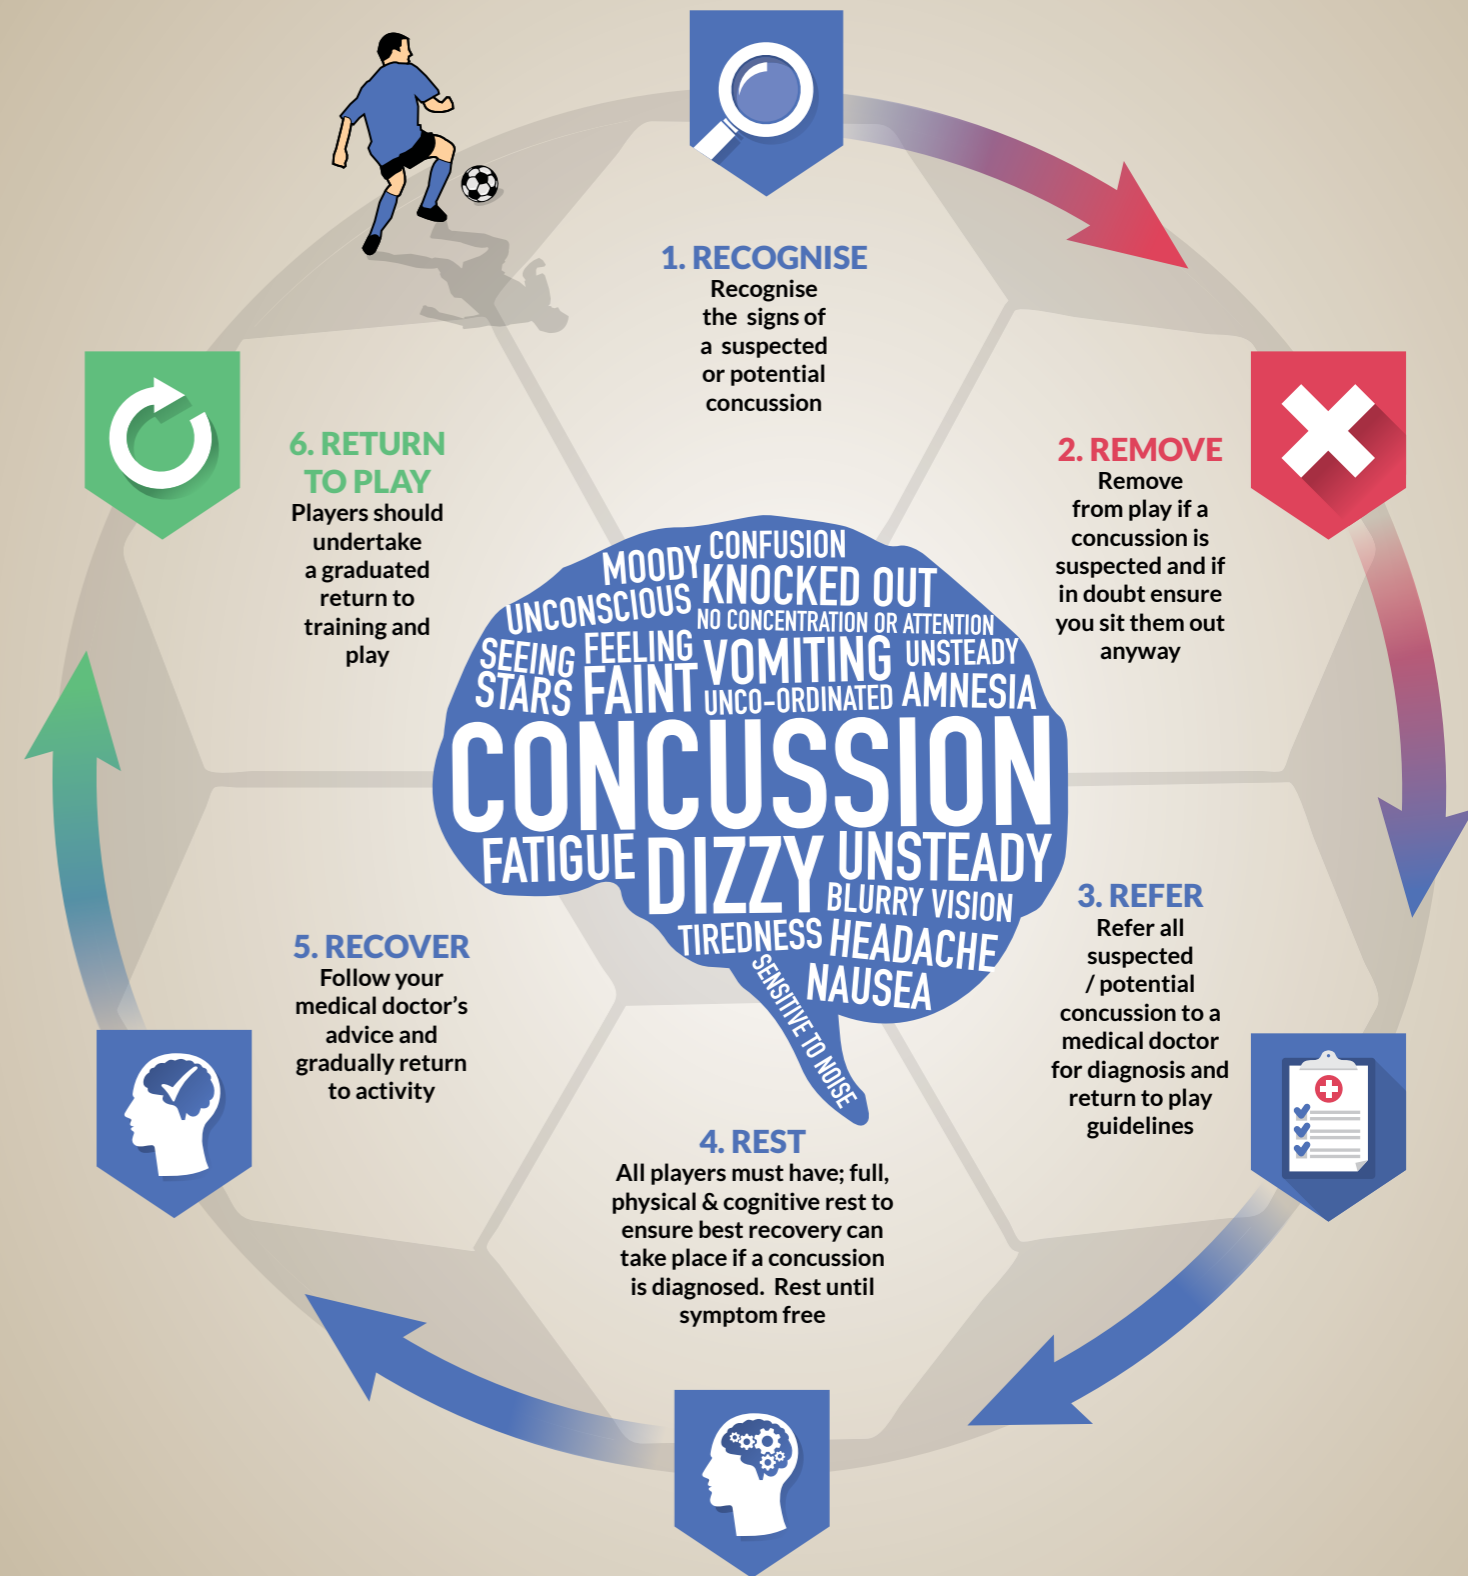 1. RECOGNISE
Recognise
the signs of
a suspected
or potential
concussion
2. REMOVE
Remove
from play if a
concussion is
suspected and if
in doubt ensure
you sit them out
anyway
3. REFER
Refer all
suspected
/ potential
concussion to a
medical doctor
for diagnosis and
return to play
guidelines
4. REST
All players must have; full,
physical & cognitive rest to
ensure best recovery can
take place if a concussion
is diagnosed. Rest until
symptom free
5. RECOVER
Follow your
medical doctor’s
advice and
gradually return
to activity
6. RETURN
TO PLAY
Players should
undertake
a graduated
return to
training and
play
MOODY
CONFUSION
UNCONSCIOUS
KNOCKED OUT
NO CONCENTRATION OR ATTENTION
SEEING
STARS
FEELING
FAINT
VOMITING
UNSTEADY
UNCO-ORDINATED
AMNESIA
CONCUSSION
FATIGUE
DIZZY
UNSTEADY
BLURRY VISION
TIREDNESS
HEADACHE
NAUSEA
SENSITIVE TO NOISE